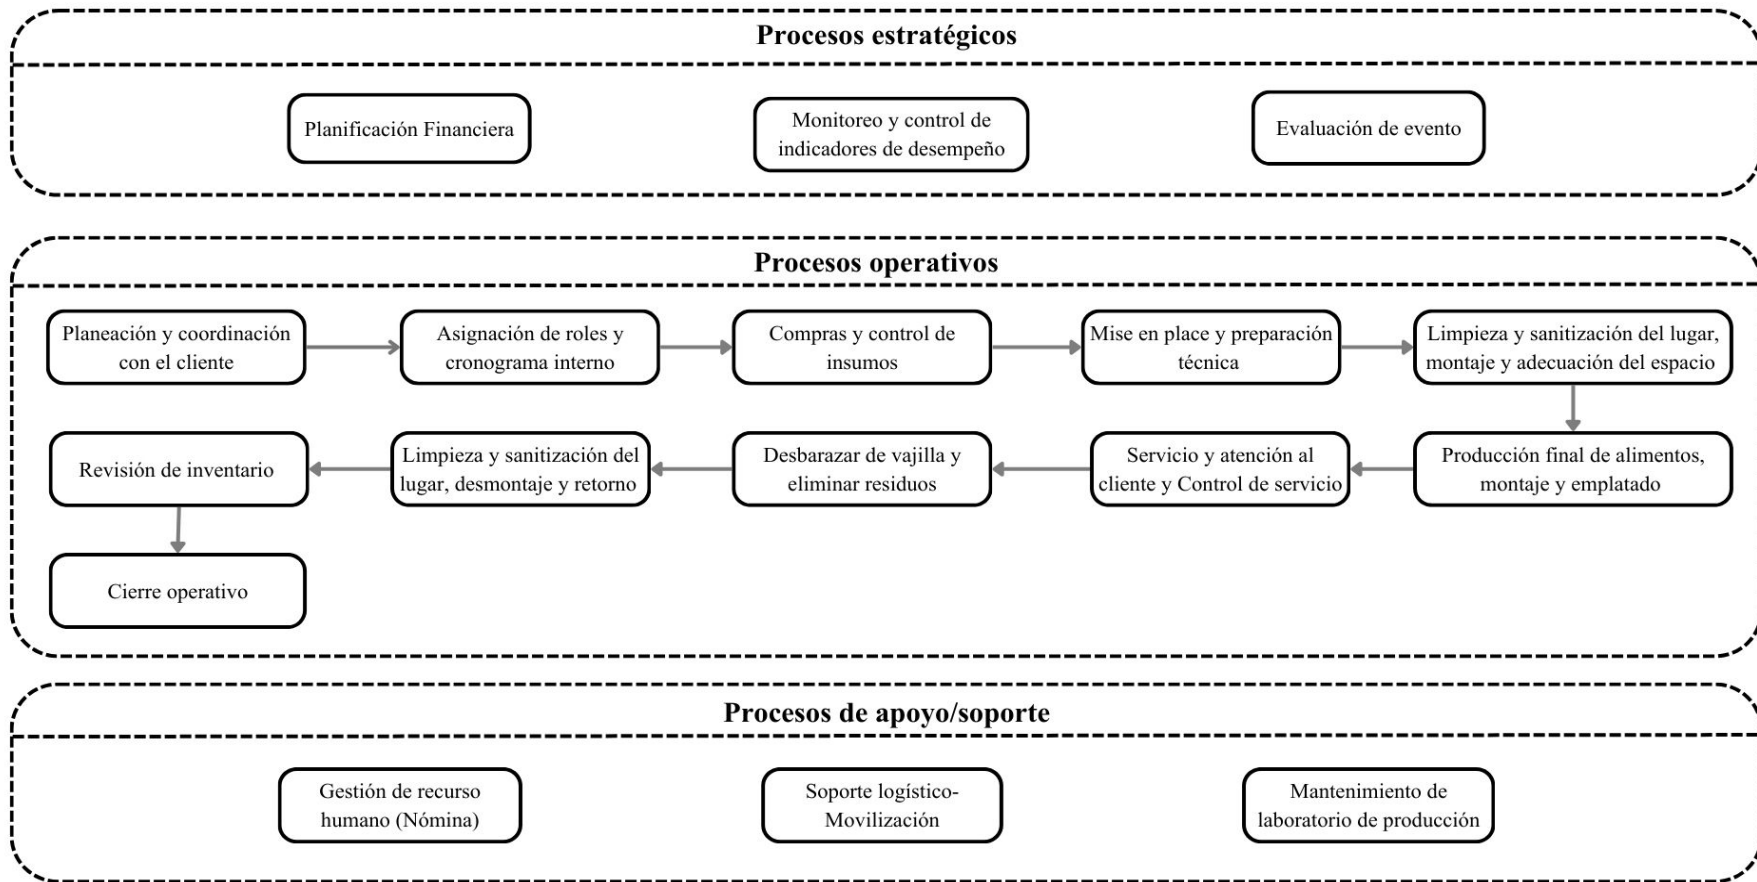 Procesos estratégicos
Planificación Financiera
Monitoreo y control de
indicadores de desempeño
Evaluación de evento
Procesos operativos
Planeación y coordinación
con el cliente
Asignación de roles y
cronograma interno
Compras y control de
insumos
Mise en place y preparación
técnica
Limpieza y sanitización del lugar,
montaje y adecuación del espacio
Producción final de alimentos,
montaje y emplatado
Servicio y atención al
cliente y Control de servicio
Desbarazar de vajilla y
eliminar residuos
Limpieza y sanitización del
lugar, desmontaje y retorno
Revisión de inventario
Cierre operativo
Procesos de apoyo/soporte
Gestión de recurso
humano (Nómina)
Soporte logístico-
Movilización
Mantenimiento de
laboratorio de producción